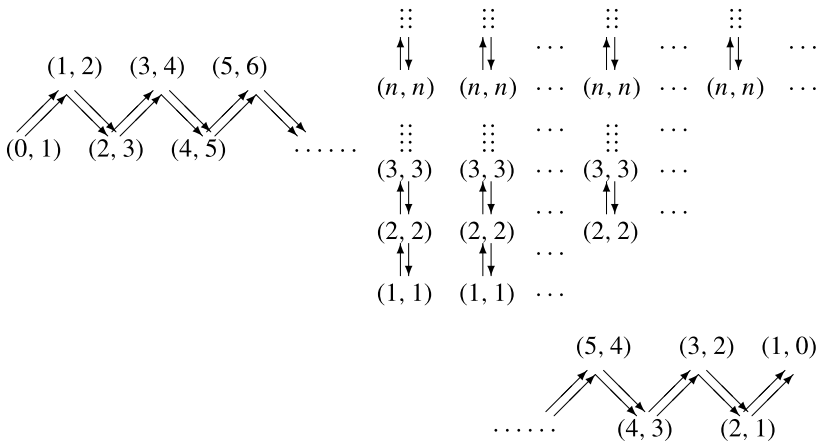 (1, 2) (3, 4) (5, 6)
(0, 1) (2, 3) (4, 5) ······
⋮⋮ ⋮⋮ ⋮⋮ ⋮⋮
··· ··· ···
(n, n) (n, n) ··· (n, n) ··· (n, n) ···
⋮⋮ ⋮⋮ ··· ⋮⋮ ···
(3, 3) (3, 3) ··· (3, 3) ···
··· ···
(2, 2) (2, 2) (2, 2)
···
(1, 1) (1, 1) ···
(5, 4) (3, 2) (1, 0)
······ (4, 3) (2, 1)